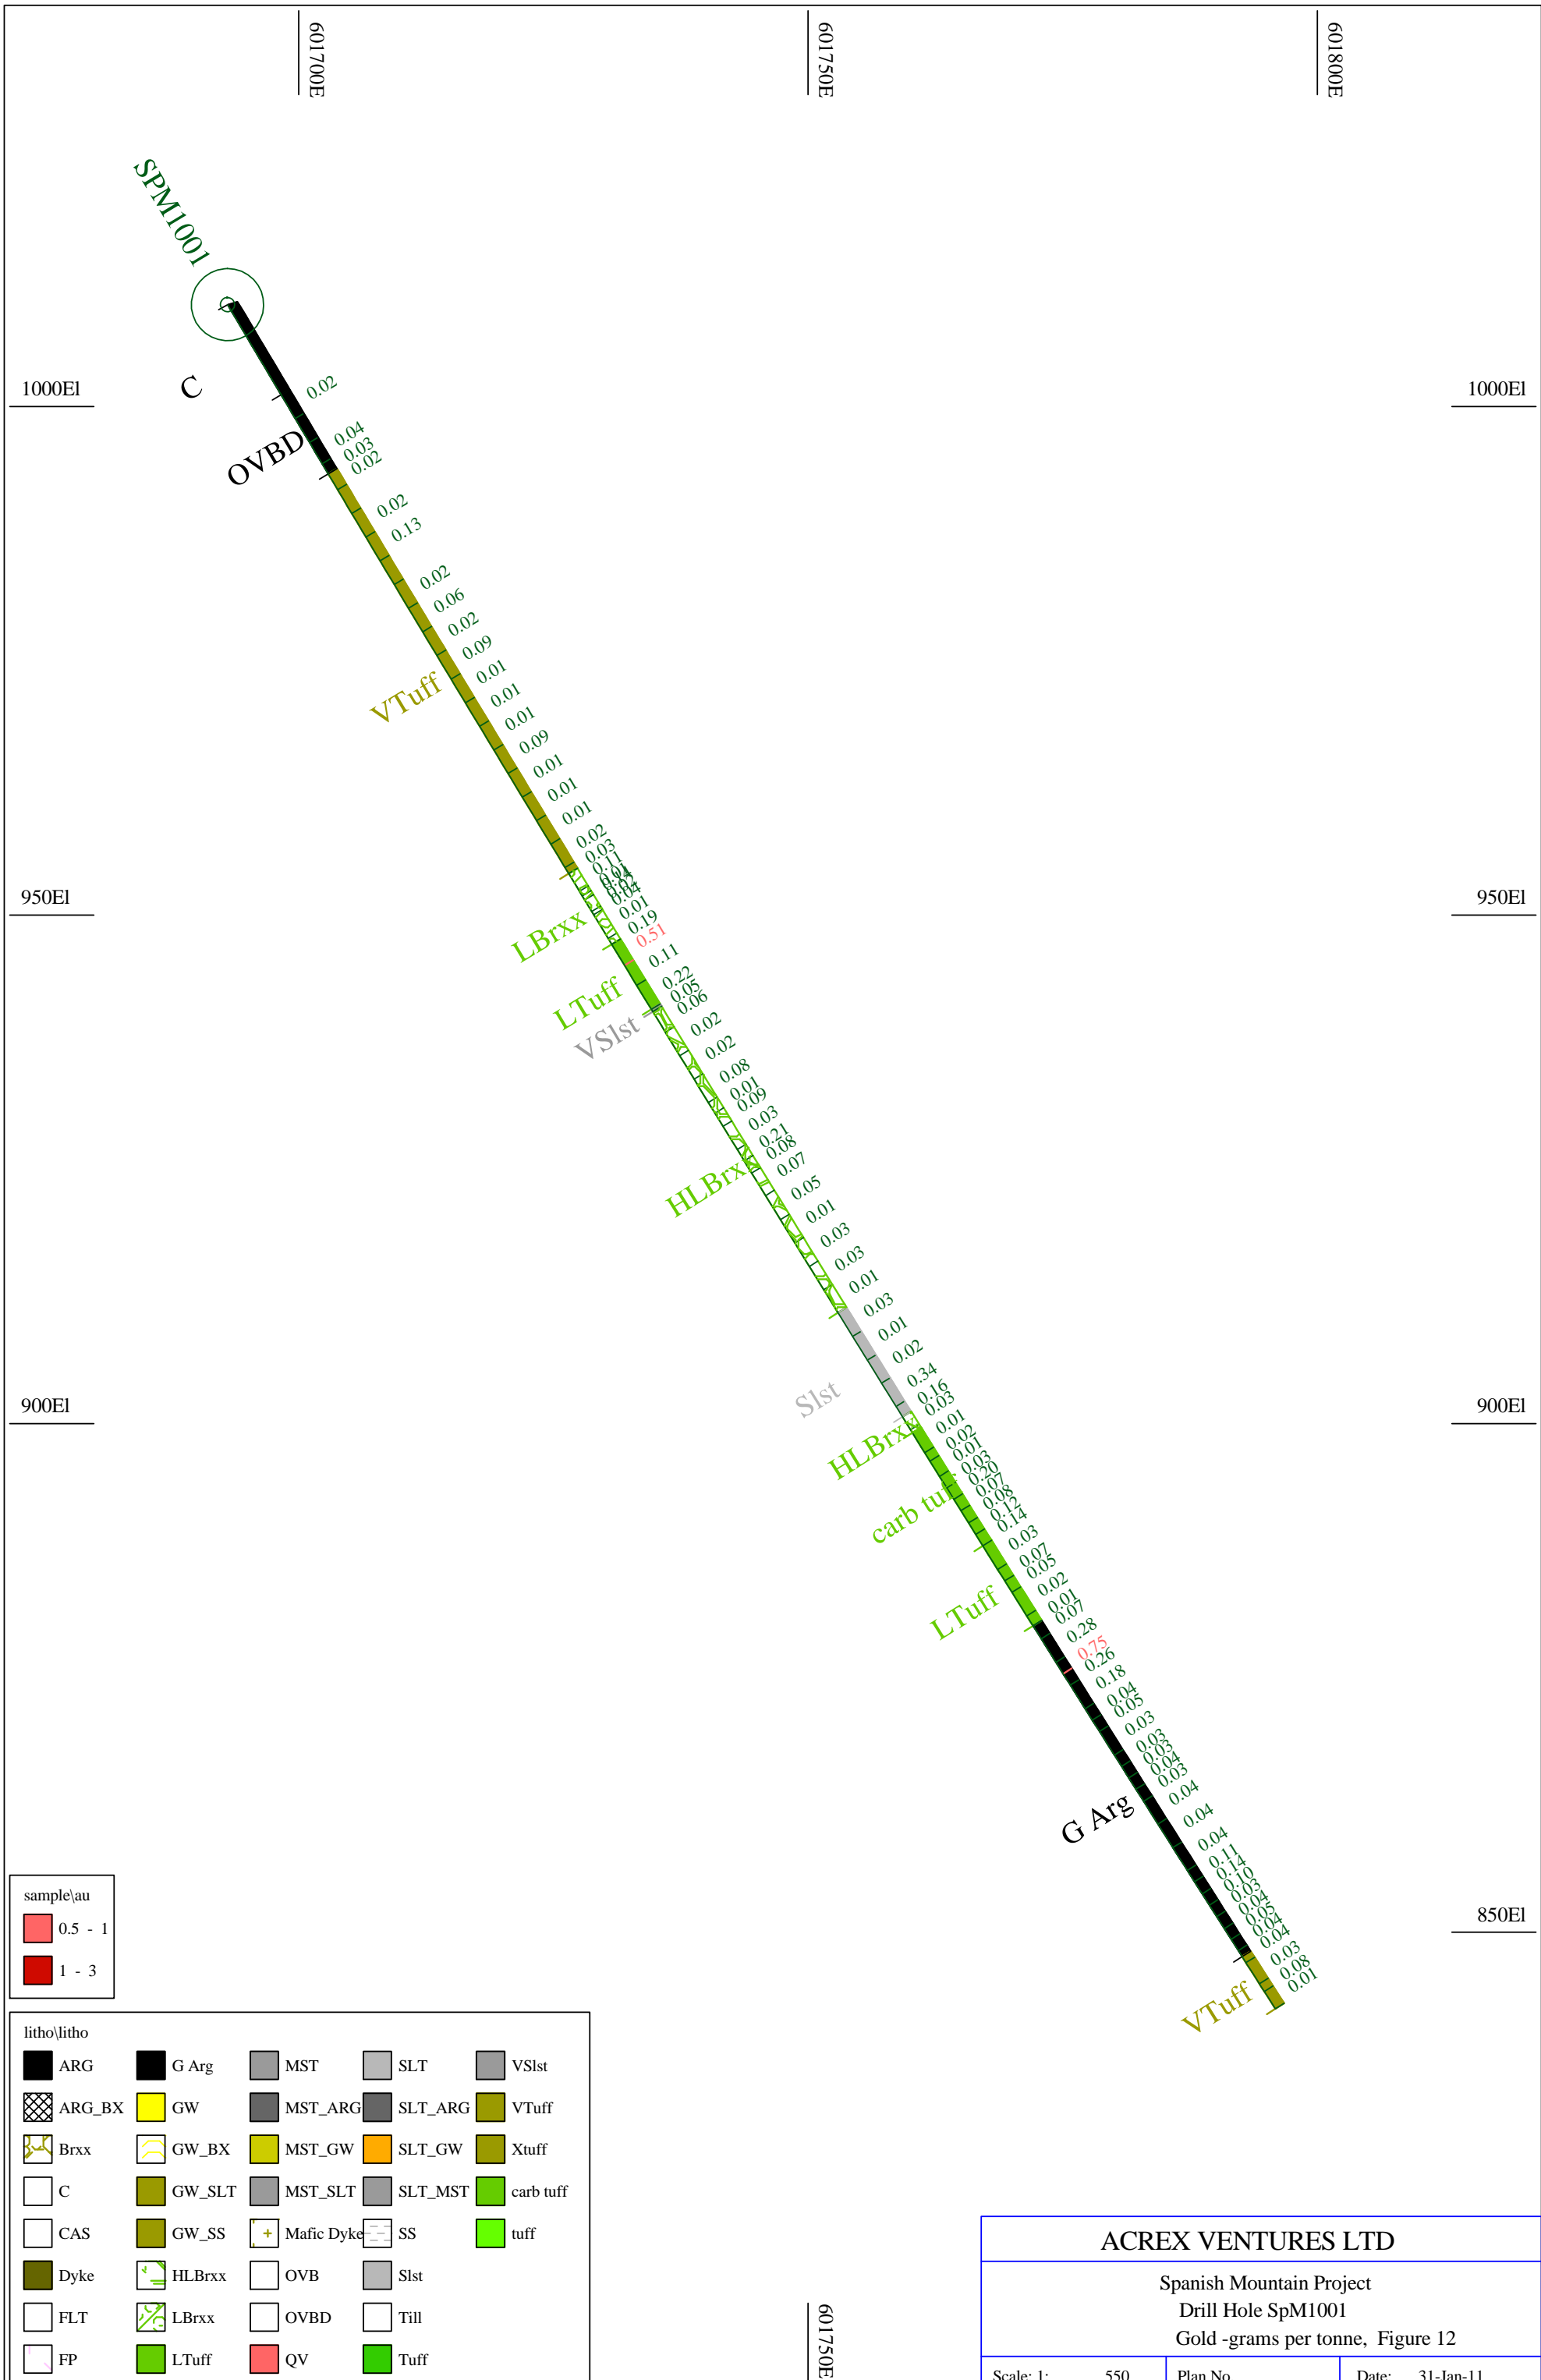 601700E
601750E
601800E
SPM1001
1000El
1000El
C
0.02
OVBD
0.04
0.03
0.02
0.02
0.13
0.02
0.06
0.02
0.09
VTuff
0.01
0.01
0.01
0.09
0.01
0.01
0.01
0.02
0.03
0.11
0.04
0.01
950El
950El
LBrxx
0.19
0.51
0.11
LTuff
0.22
0.05
0.06
VSlst
0.02
0.02
0.08
0.01
0.09
0.03
0.21
0.08
0.07
HLBrxx
0.05
0.01
0.03
0.03
0.01
0.03
0.01
0.02
Slst
0.34
0.16
0.03
900El
900El
0.01
HLBrxx
0.02
0.01
0.03
0.20
0.07
0.08
carb tuff
0.12
0.14
0.03
0.07
0.05
0.02
LTuff
0.01
0.07
0.28
0.75
0.26
0.18
0.04
0.05
0.03
0.03
0.03
0.04
0.03
0.04
G Arg
0.04
0.04
0.11
0.14
0.10
0.03
0.04
0.05
0.04
0.04
850El
0.03
0.08
0.01
VTuff
sample\au
0.5 - 1
1 - 3
litho\litho
ARG G Arg MST SLT VSlst
ARG_BX GW MST_ARG SLT_ARG VTuff
Brxx GW_BX MST_GW SLT_GW Xtuff
C GW_SLT MST_SLT SLT_MST carb tuff
CAS GW_SS Mafic Dyke SS tuff
Dyke HLBrxx OVB Slst
FLT LBrxx OVBD Till
FP LTuff QV Tuff
601750E
ACREX VENTURES LTD
Spanish Mountain Project
Drill Hole SpM1001
Gold -grams per tonne, Figure 12
Scale: 1: 550 Plan No Date: 31-Jan-11